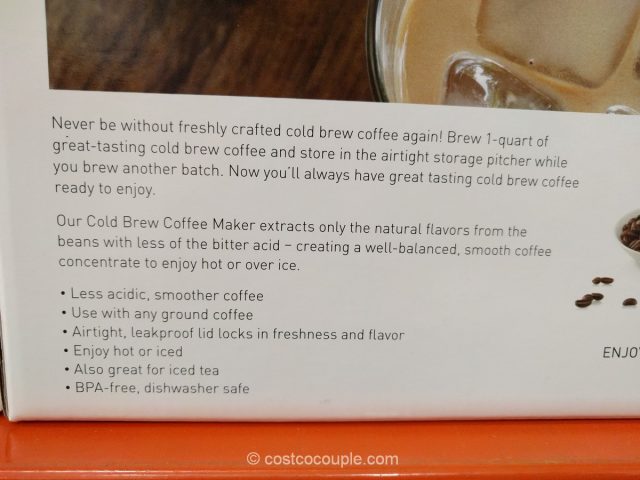 Never be without freshly crafted cold brew coffee again! Brew 1-quart of
great-tasting cold brew coffee and store in the airtight storage pitcher while
you brew another batch. Now you'll always have great tasting cold brew coffee
ready to enjoy.
Our Cold Brew Coffee Maker extracts only the natural flavors from the
beans with less of the bitter acid – creating a well-balanced, smooth coffee
concentrate to enjoy hot or over ice.
• Less acidic, smoother coffee
• Use with any ground coffee
• Airtight, leakproof lid locks in freshness and flavor
• Enjoy hot or iced
• Also great for iced tea
• BPA-free, dishwasher safe
ENJO
© costcocouple.com